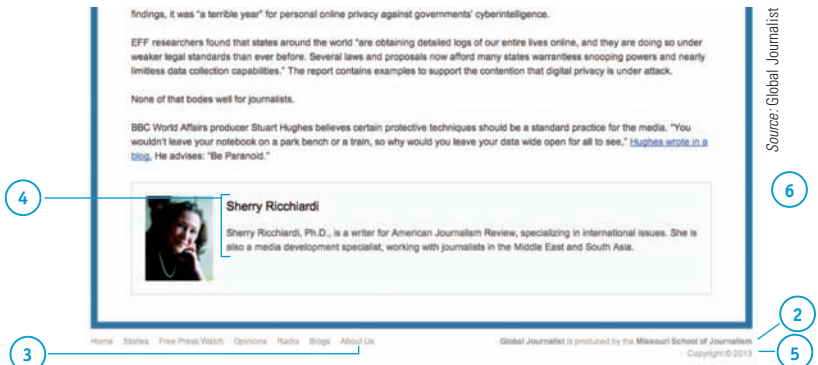 findings, it was "a terrible year" for personal online privacy against governments' cyberintelligence.
EFF researchers found that states around the world "are obtaining detailed logs of our entire lives online, and they are doing so under
weaker legal standards than ever before. Several laws and proposals now afford many states warrantless snooping powers and nearly
limitless data collection capabilities." The report contains examples to support the contention that digital privacy is under attack.
None of that bodes well for journalists.
BBC World Affairs producer Stuart Hughes believes certain protective techniques should be a standard practice for the media. "You
wouldn't leave your notebook on a park bench or a train, so why would you leave your data wide open for all to see," Hughes wrote in a
blog. He advises: "Be Paranoid."
Source: Global Journalist
6
4
Sherry Ricchiardi
Sherry Ricchiardi, Ph.D., is a writer for American Journalism Review, specializing in international issues. She is
also a media development specialist, working with journalists in the Middle East and South Asia.
2
Home Stories Free Press Watch Opinions Radio Blogs About Us
Global Journalist is produced by the Missouri School of Journalism
3
Copyright © 2013
5